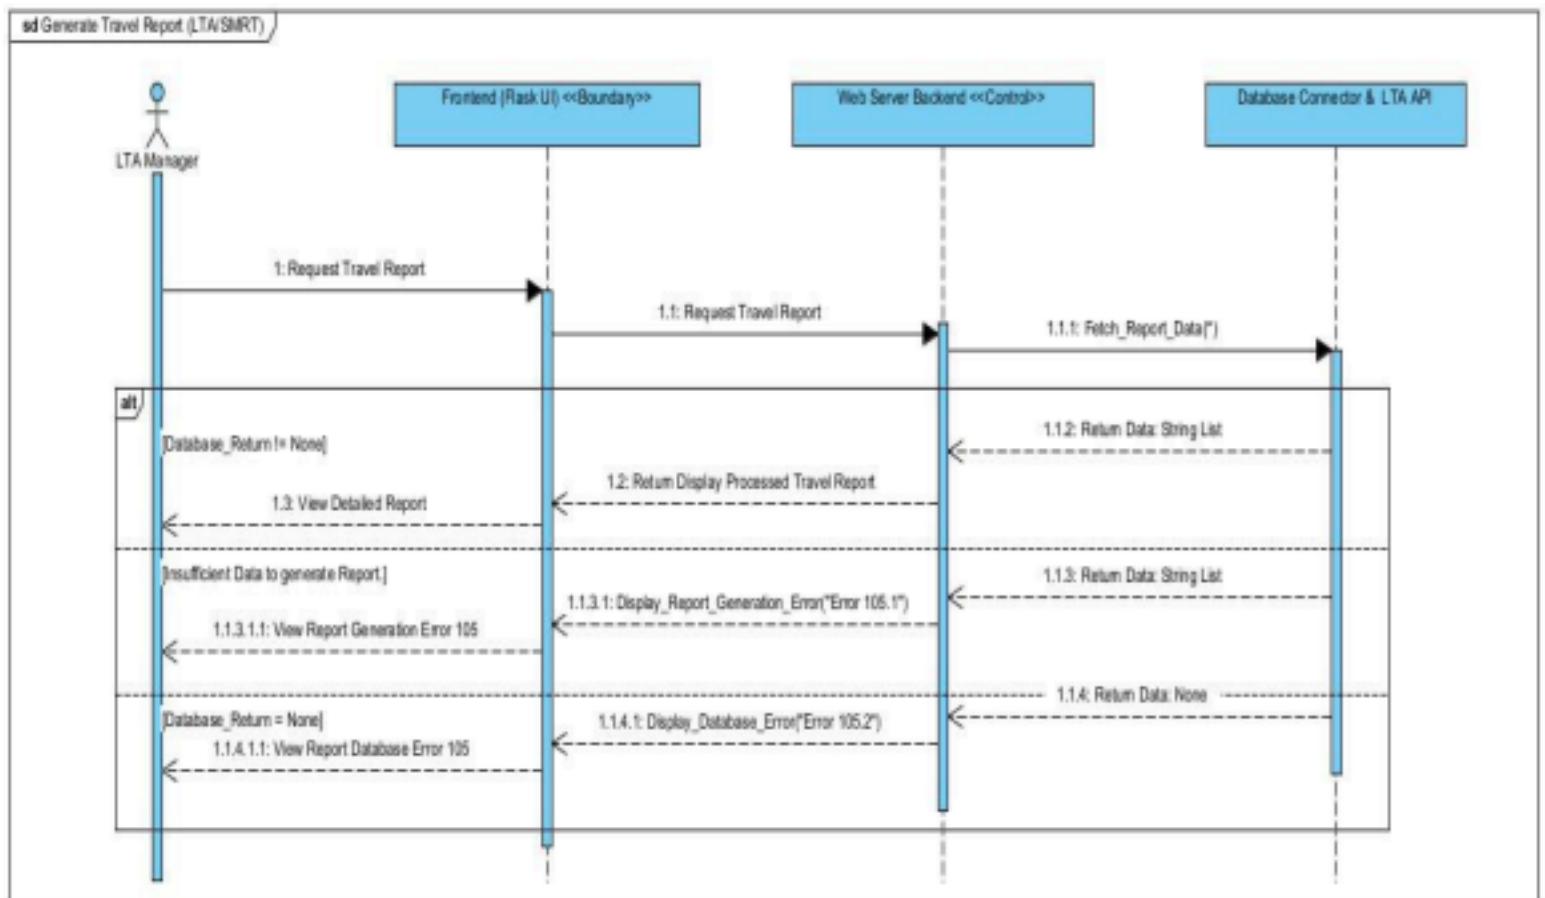 sd Generate Travel Report (LTA/SMRT)
LTA Manager
Frontend (Flask UI) <<Boundary>>
Web Server Backend <<Control>>
Database Connector & LTA API
1: Request Travel Report
1.1: Request Travel Report
1.1.1: Fetch_Report_Data(")
alt
[Database_Return != None]
1.1.2: Return Data: String List
1.2: Return Display Processed Travel Report
1.3: View Detailed Report
[Insufficient Data to generate Report.]
1.1.3: Return Data: String List
1.1.3.1: Display_Report_Generation_Error("Error 105.1")
1.1.3.1.1: View Report Generation Error 105
1.1.4: Return Data: None
[Database_Return = None]
1.1.4.1: Display_Database_Error("Error 105.2")
1.1.4.1.1: View Report Database Error 105